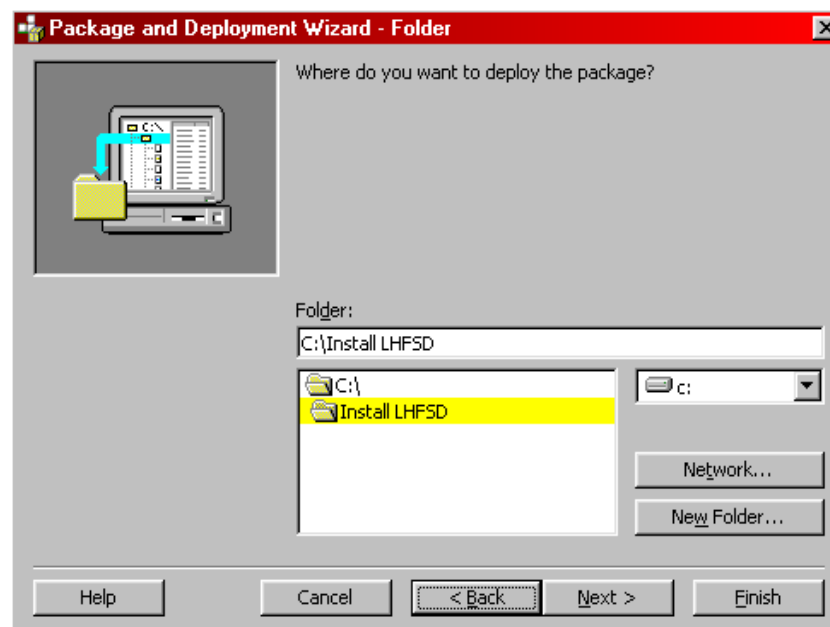 Package and Deployment Wizard - Folder
Where do you want to deploy the package?
C:\
Folder:
C:\Install LHFSD
C:\
c:
Install LHFSD
Network...
New Folder...
Help
Cancel
< Back
Next >
Finish